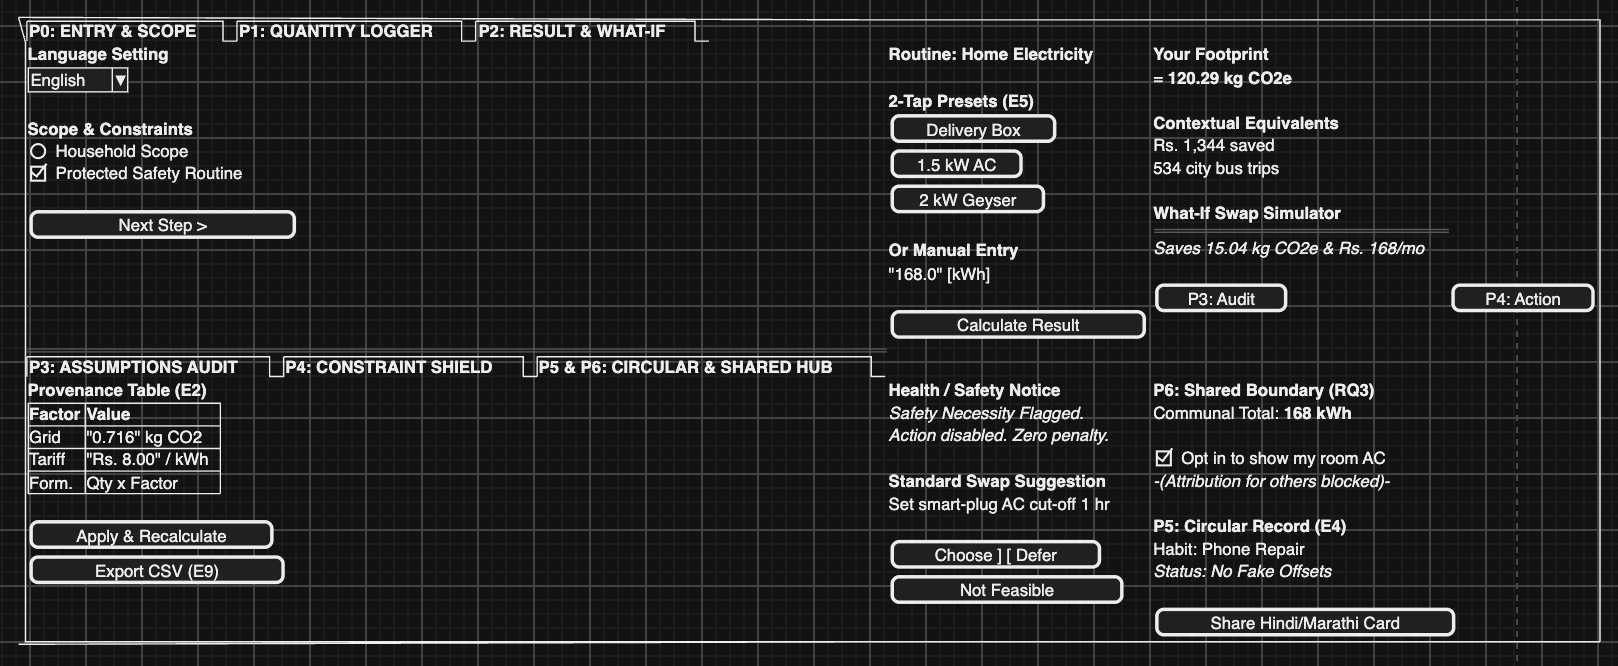 P0: ENTRY & SCOPE
P1: QUANTITY LOGGER
P2: RESULT & WHAT-IF
Language Setting
English
Scope & Constraints
Household Scope
Protected Safety Routine
Next Step >
Routine: Home Electricity
2-Tap Presets (E5)
Delivery Box
1.5 kW AC
2 kW Geyser
Or Manual Entry
"168.0" [kWh]
Calculate Result
Your Footprint
= 120.29 kg CO2e
Contextual Equivalents
Rs. 1,344 saved
534 city bus trips
What-If Swap Simulator
Saves 15.04 kg CO2e & Rs. 168/mo
P3: Audit
P4: Action
P3: ASSUMPTIONS AUDIT
P4: CONSTRAINT SHIELD
P5 & P6: CIRCULAR & SHARED HUB
Provenance Table (E2)
Factor Value
Grid "0.716" kg CO2
Tariff "Rs. 8.00" / kWh
Form. Qty x Factor
Apply & Recalculate
Export CSV (E9)
Health / Safety Notice
Safety Necessity Flagged.
Action disabled. Zero penalty.
Standard Swap Suggestion
Set smart-plug AC cut-off 1 hr
Choose ] [ Defer
Not Feasible
P6: Shared Boundary (RQ3)
Communal Total: 168 kWh
Opt in to show my room AC
-(Attribution for others blocked)-
P5: Circular Record (E4)
Habit: Phone Repair
Status: No Fake Offsets
Share Hindi/Marathi Card